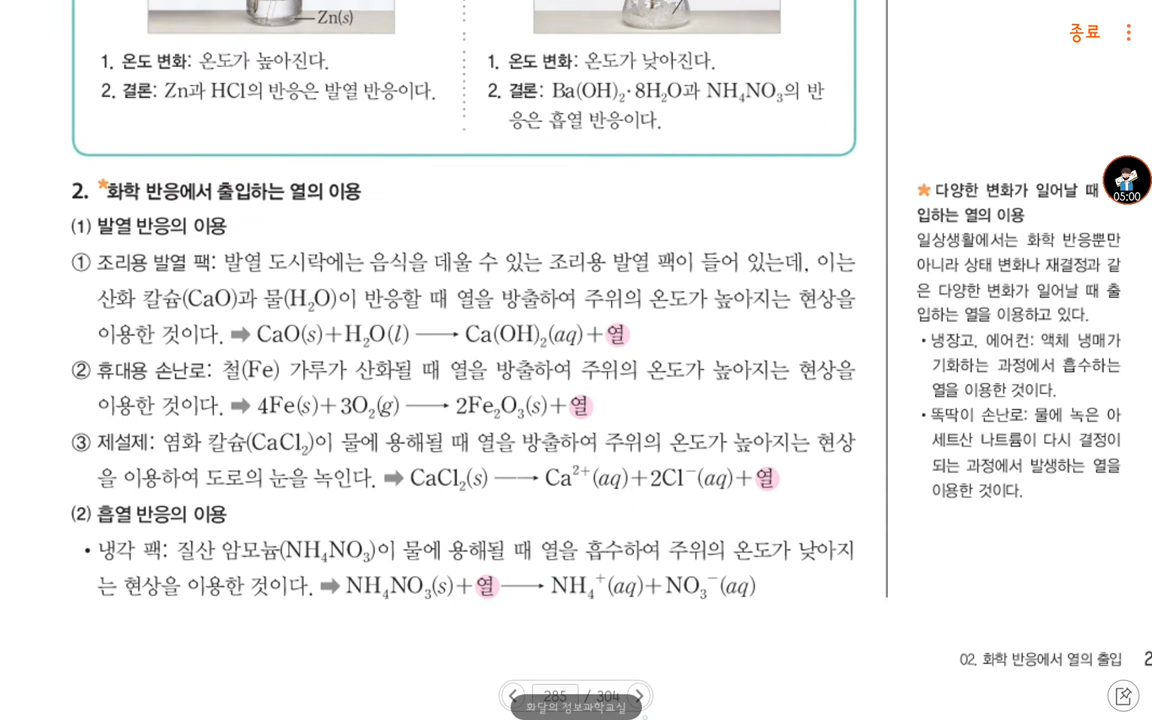 Zn(s)
1. 온도 변화: 온도가 높아진다.
2. 결론: Zn과 HCl의 반응은 발열 반응이다.
1. 온도 변화: 온도가 낮아진다.
2. 결론: Ba(OH)₂·8H₂O과 NH₄NO₃의 반
응은 흡열 반응이다.
2. *화학 반응에서 출입하는 열의 이용
(1) 발열 반응의 이용
① 조리용 발열 팩: 발열 도시락에는 음식을 데울 수 있는 조리용 발열 팩이 들어 있는데, 이는
산화 칼슘(CaO)과 물(H₂O)이 반응할 때 열을 방출하여 주위의 온도가 높아지는 현상을
이용한 것이다. ➡ CaO(s)+H₂O(l) ⟶ Ca(OH)₂(aq)+열
② 휴대용 손난로: 철(Fe) 가루가 산화될 때 열을 방출하여 주위의 온도가 높아지는 현상을
이용한 것이다. ➡ 4Fe(s)+3O₂(g) ⟶ 2Fe₂O₃(s)+열
③ 제설제: 염화 칼슘(CaCl₂)이 물에 용해될 때 열을 방출하여 주위의 온도가 높아지는 현상
을 이용하여 도로의 눈을 녹인다. ➡ CaCl₂(s) ⟶ Ca²⁺(aq)+2Cl⁻(aq)+열
(2) 흡열 반응의 이용
• 냉각 팩: 질산 암모늄(NH₄NO₃)이 물에 용해될 때 열을 흡수하여 주위의 온도가 낮아지
는 현상을 이용한 것이다. ➡ NH₄NO₃(s)+열 ⟶ NH₄⁺(aq)+NO₃⁻(aq)
종료
05:00
★ 다양한 변화가 일어날 때
입하는 열의 이용
일상생활에서는 화학 반응뿐만
아니라 상태 변화나 재결정과 같
은 다양한 변화가 일어날 때 출
입하는 열을 이용하고 있다.
• 냉장고, 에어컨: 액체 냉매가
기화하는 과정에서 흡수하는
열을 이용한 것이다.
• 똑딱이 손난로: 물에 녹은 아
세트산 나트륨이 다시 결정이
되는 과정에서 발생하는 열을
이용한 것이다.
02. 화학 반응에서 열의 출입 2
285 / 304
화달의 정보과학교실